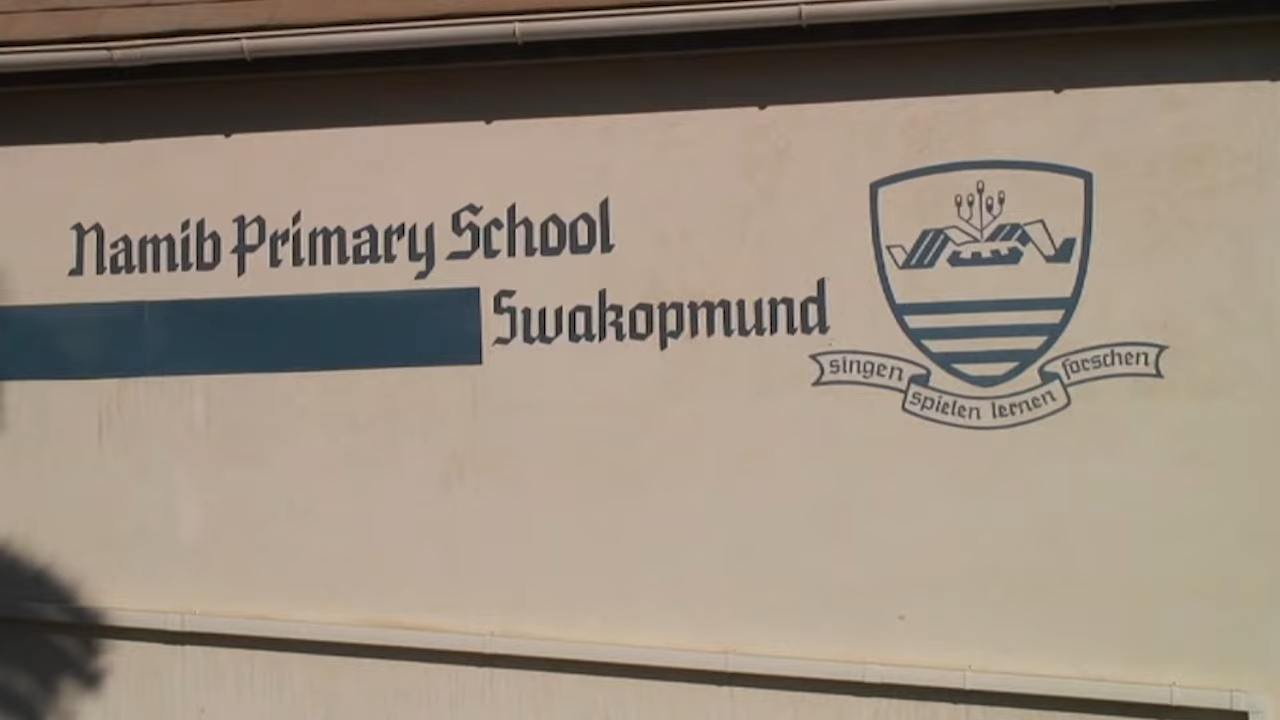 Namib Primary School
Swakopmund
singen
spielen lernen
forschen